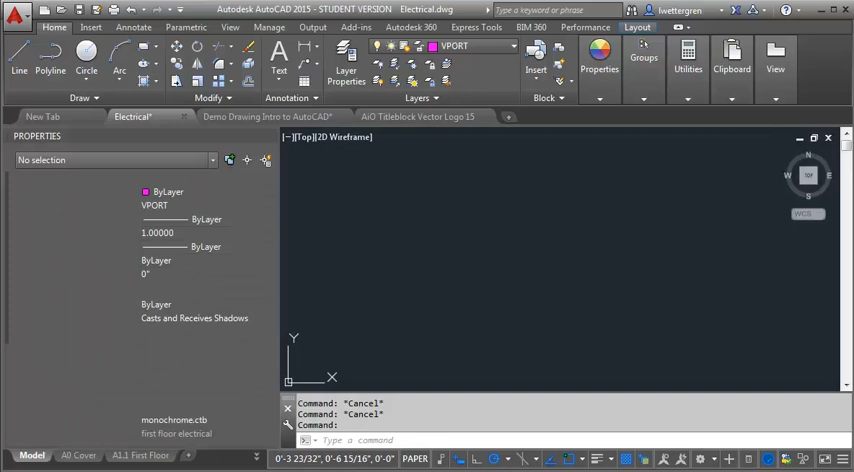 Autodesk AutoCAD 2015 - STUDENT VERSION Electrical.dwg
Type a keyword or phrase
lwettergren
Home Insert Annotate Parametric View Manage Output Add-ins Express Tools BIM 360 Performance Layout
Line Polyline Circle Arc
Text
Layer Properties
VPORT
Insert Properties Groups Utilities Clipboard View
Draw Modify Annotation Layers Block
New Tab Electrical* Demo Drawing Intro to AutoCAD* AiO Titleblock Vector Logo 15
PROPERTIES
No selection
ByLayer
VPORT
ByLayer
1.00000
ByLayer
ByLayer
0"
ByLayer
Casts and Receives Shadows
monochrome.ctb
first floor electrical
[−][Top][2D Wireframe]
N
W TOP E
S
WCS
Y
X
Command: *Cancel*
Command: *Cancel*
Command:
Type a command
Model A0 Cover A1.1 First Floor
0'-3 23/32", 0'-6 15/16", 0'-0" PAPER